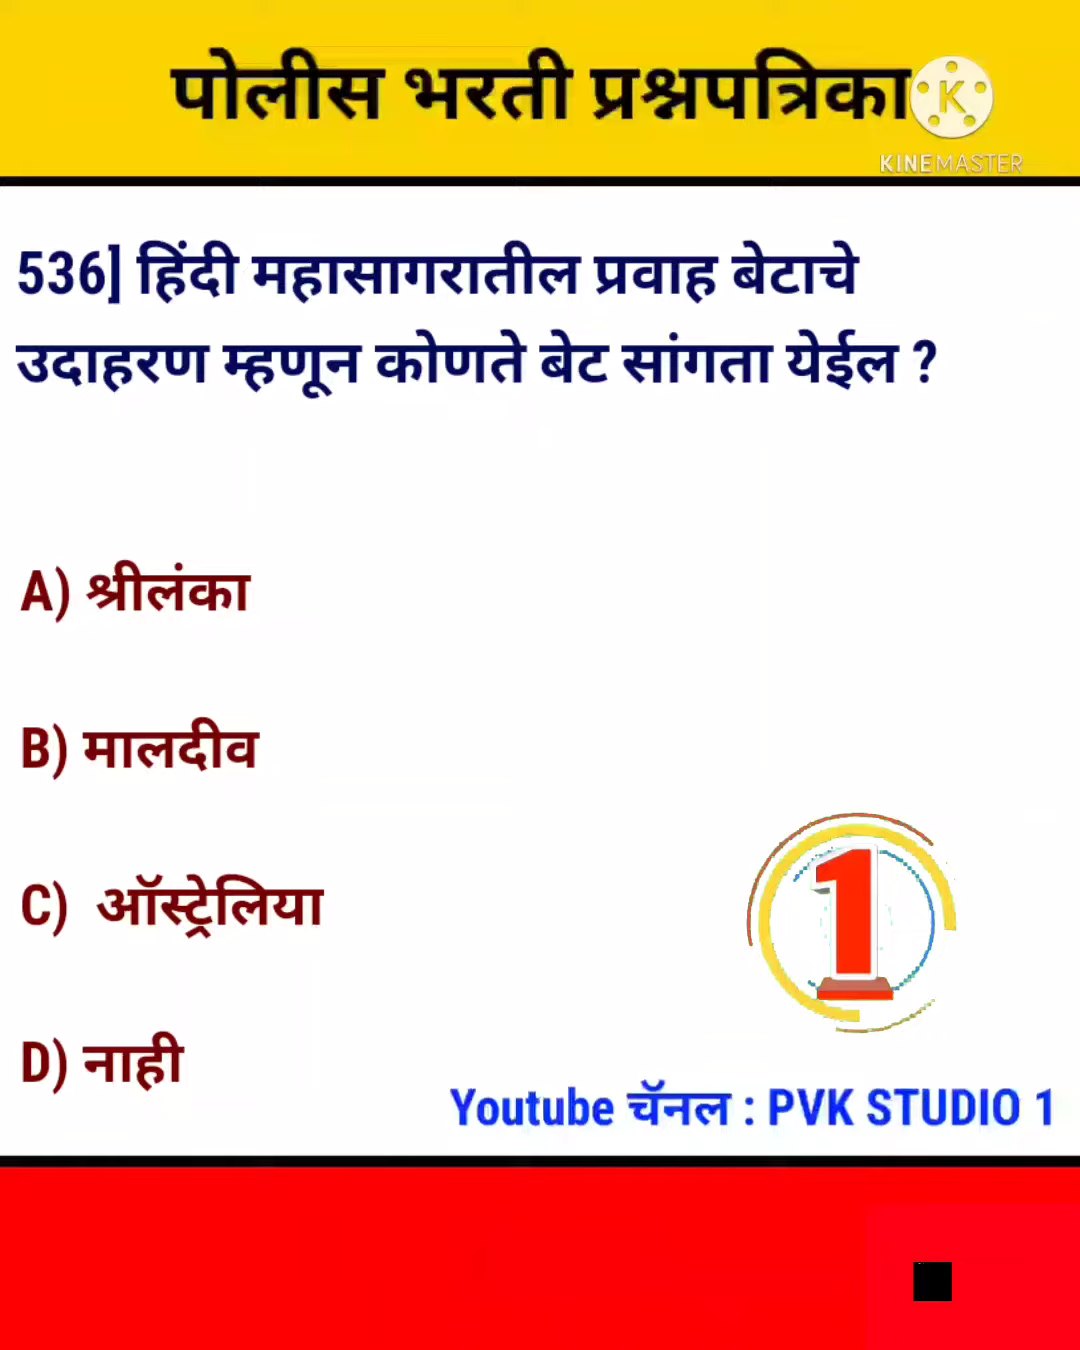 पोलीस भरती प्रश्नपत्रिका
K
KINEMASTER
536] हिंदी महासागरातील प्रवाह बेटाचे
उदाहरण म्हणून कोणते बेट सांगता येईल ?
A) श्रीलंका
B) मालदीव
C) ऑस्ट्रेलिया
1
D) नाही
Youtube चॅनल : PVK STUDIO 1